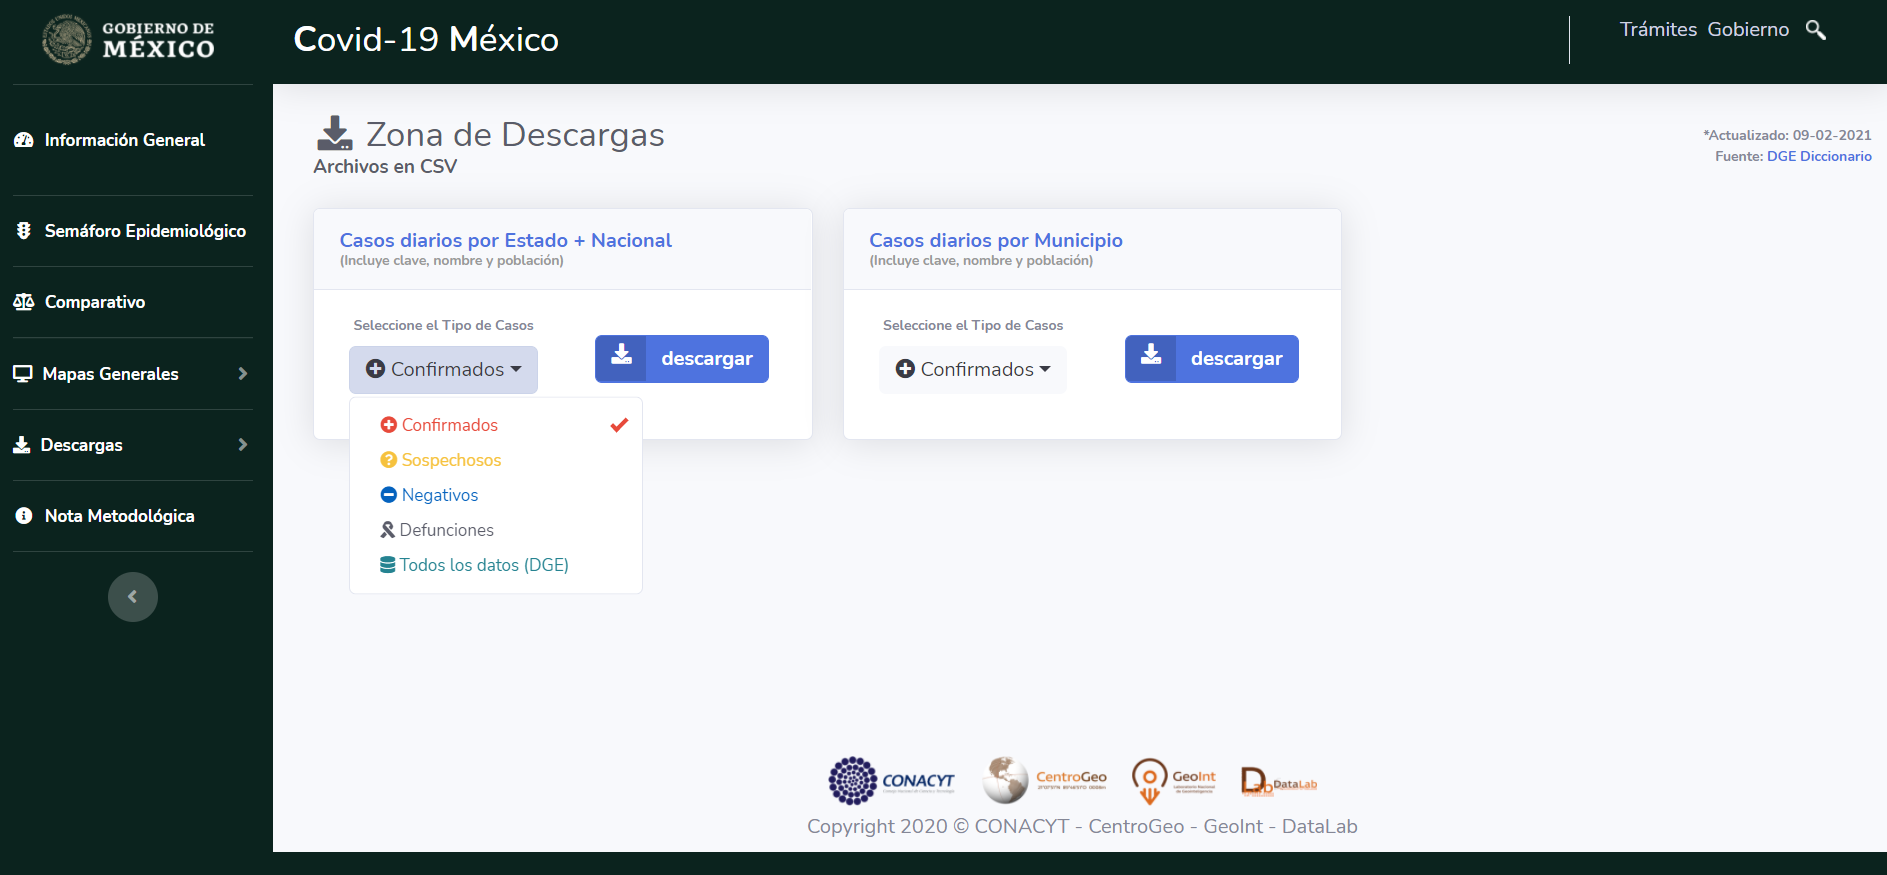 GOBIERNO DE
MÉXICO
Covid-19 México
Trámites Gobierno
Información General
Semáforo Epidemiológico
Comparativo
Mapas Generales
Descargas
Nota Metodológica
Zona de Descargas
Archivos en CSV
*Actualizado: 09-02-2021
Fuente: DGE Diccionario
Casos diarios por Estado + Nacional
(Incluye clave, nombre y población)
Seleccione el Tipo de Casos
Confirmados
descargar
Confirmados
Sospechosos
Negativos
Defunciones
Todos los datos (DGE)
Casos diarios por Municipio
(Incluye clave, nombre y población)
Seleccione el Tipo de Casos
Confirmados
descargar
CONACYT
CentroGeo
GeoInt
DataLab
Copyright 2020 © CONACYT - CentroGeo - GeoInt - DataLab